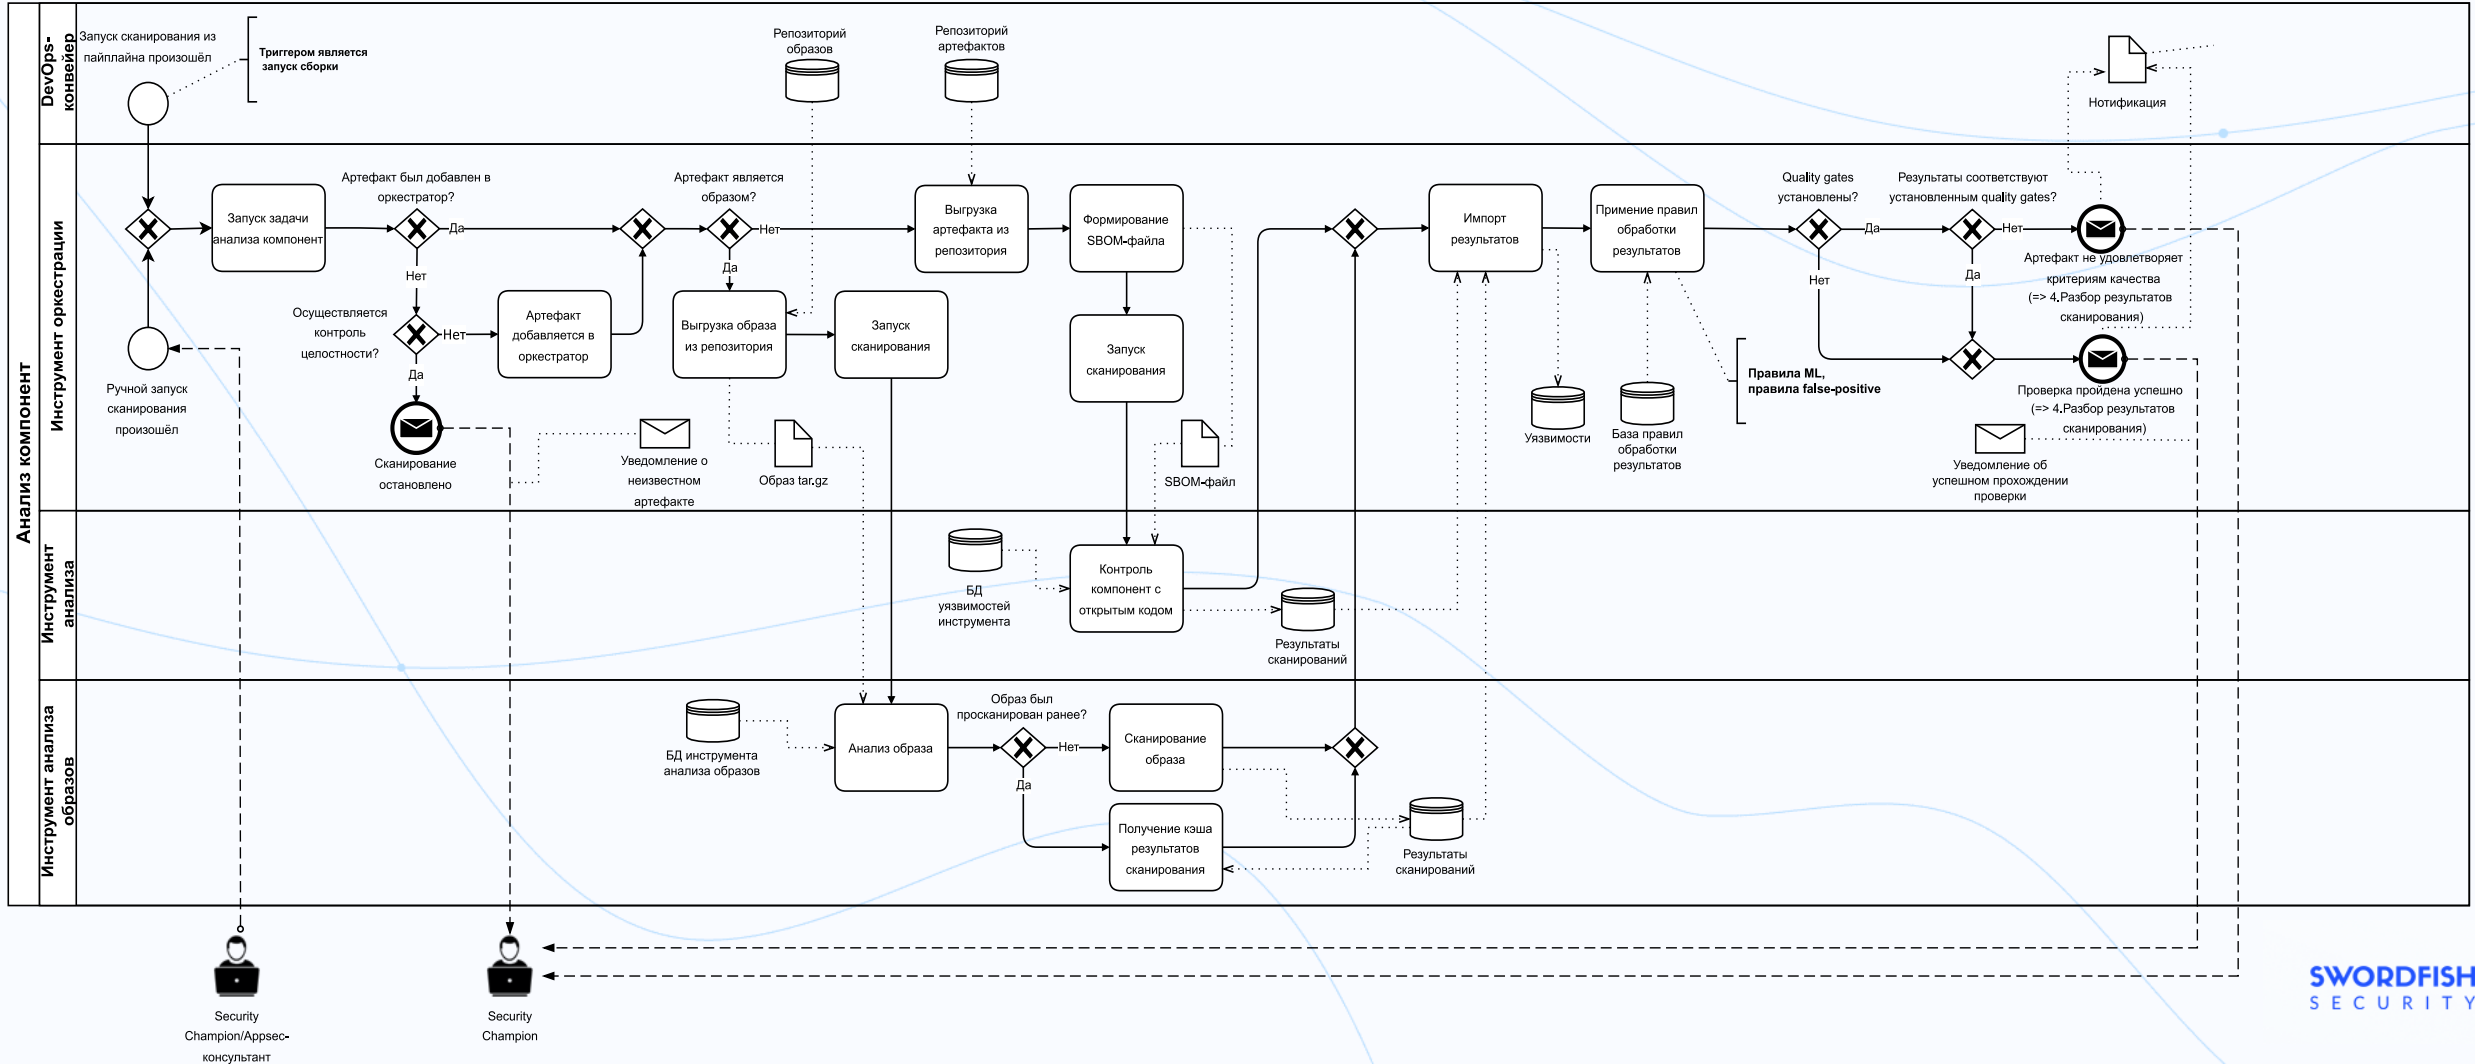 Анализ компонент
DevOps-
конвейер
Запуск сканирования из
пайплайна произошёл
Триггером является
запуск сборки
Репозиторий
образов
Репозиторий
артефактов
Нотификация
Инструмент оркестрации
Запуск задачи
анализа компонент
Артефакт был добавлен в
оркестратор?
Да
Нет
Осуществляется
контроль
целостности?
Нет
Да
Артефакт
добавляется в
оркестратор
Ручной запуск
сканирования
произошёл
Сканирование
остановлено
Уведомление о
неизвестном
артефакте
Артефакт является
образом?
Нет
Да
Выгрузка образа
из репозитория
Запуск
сканирования
Образ tar.gz
Выгрузка
артефакта из
репозитория
Формирование
SBOM-файла
Запуск
сканирования
SBOM-файл
Импорт
результатов
Примение правил
обработки
результатов
Уязвимости
База правил
обработки
результатов
Правила ML,
правила false-positive
Quality gates
установлены?
Да
Нет
Результаты соответствуют
установленным quality gates?
Нет
Да
Артефакт не удовлетворяет
критериям качества
(=> 4.Разбор результатов
сканирования)
Проверка пройдена успешно
(=> 4.Разбор результатов
сканирования)
Уведомление об
успешном прохождении
проверки
Инструмент
анализа
БД
уязвимостей
инструмента
Контроль
компонент с
открытым кодом
Результаты
сканирований
Инструмент анализа
образов
БД инструмента
анализа образов
Анализ образа
Образ был
просканирован ранее?
Нет
Да
Сканирование
образа
Получение кэша
результатов
сканирования
Результаты
сканирований
Security
Champion/Appsec-
консультант
Security
Champion
SWORDFISH
SECURITY